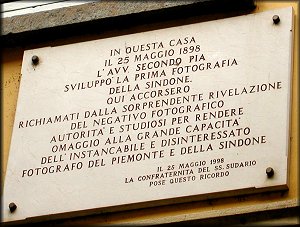 IN QUESTA CASA
IL 25 MAGGIO 1898
L'AVV. SECONDO PIA
SVILUPPÒ LA PRIMA FOTOGRAFIA
DELLA SINDONE.
QUI ACCORSERO
RICHIAMATI DALLA SORPRENDENTE RIVELAZIONE
DEL NEGATIVO FOTOGRAFICO
AUTORITÀ E STUDIOSI PER RENDERE
OMAGGIO ALLA GRANDE CAPACITÀ
DELL'INSTANCABILE E DISINTERESSATO
FOTOGRAFO DEL PIEMONTE E DELLA SINDONE
IL 25 MAGGIO 1998
LA CONFRATERNITA DEL SS. SUDARIO
POSE QUESTO RICORDO